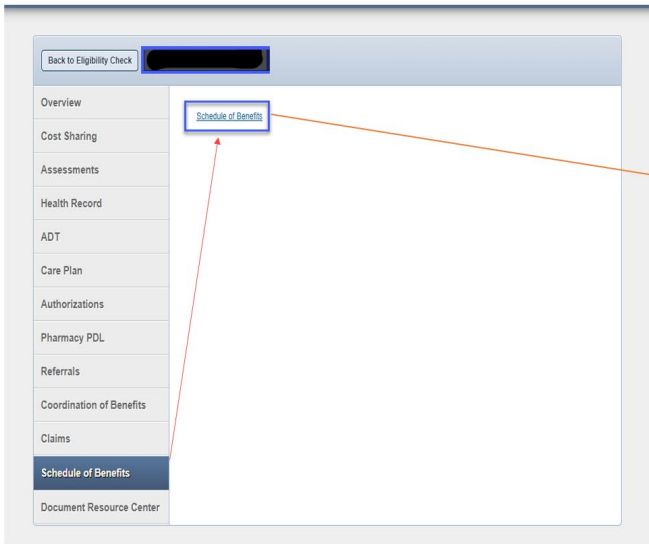 Back to Eligibility Check
Overview
Schedule of Benefits
Cost Sharing
Assessments
Health Record
ADT
Care Plan
Authorizations
Pharmacy PDL
Referrals
Coordination of Benefits
Claims
Schedule of Benefits
Document Resource Center